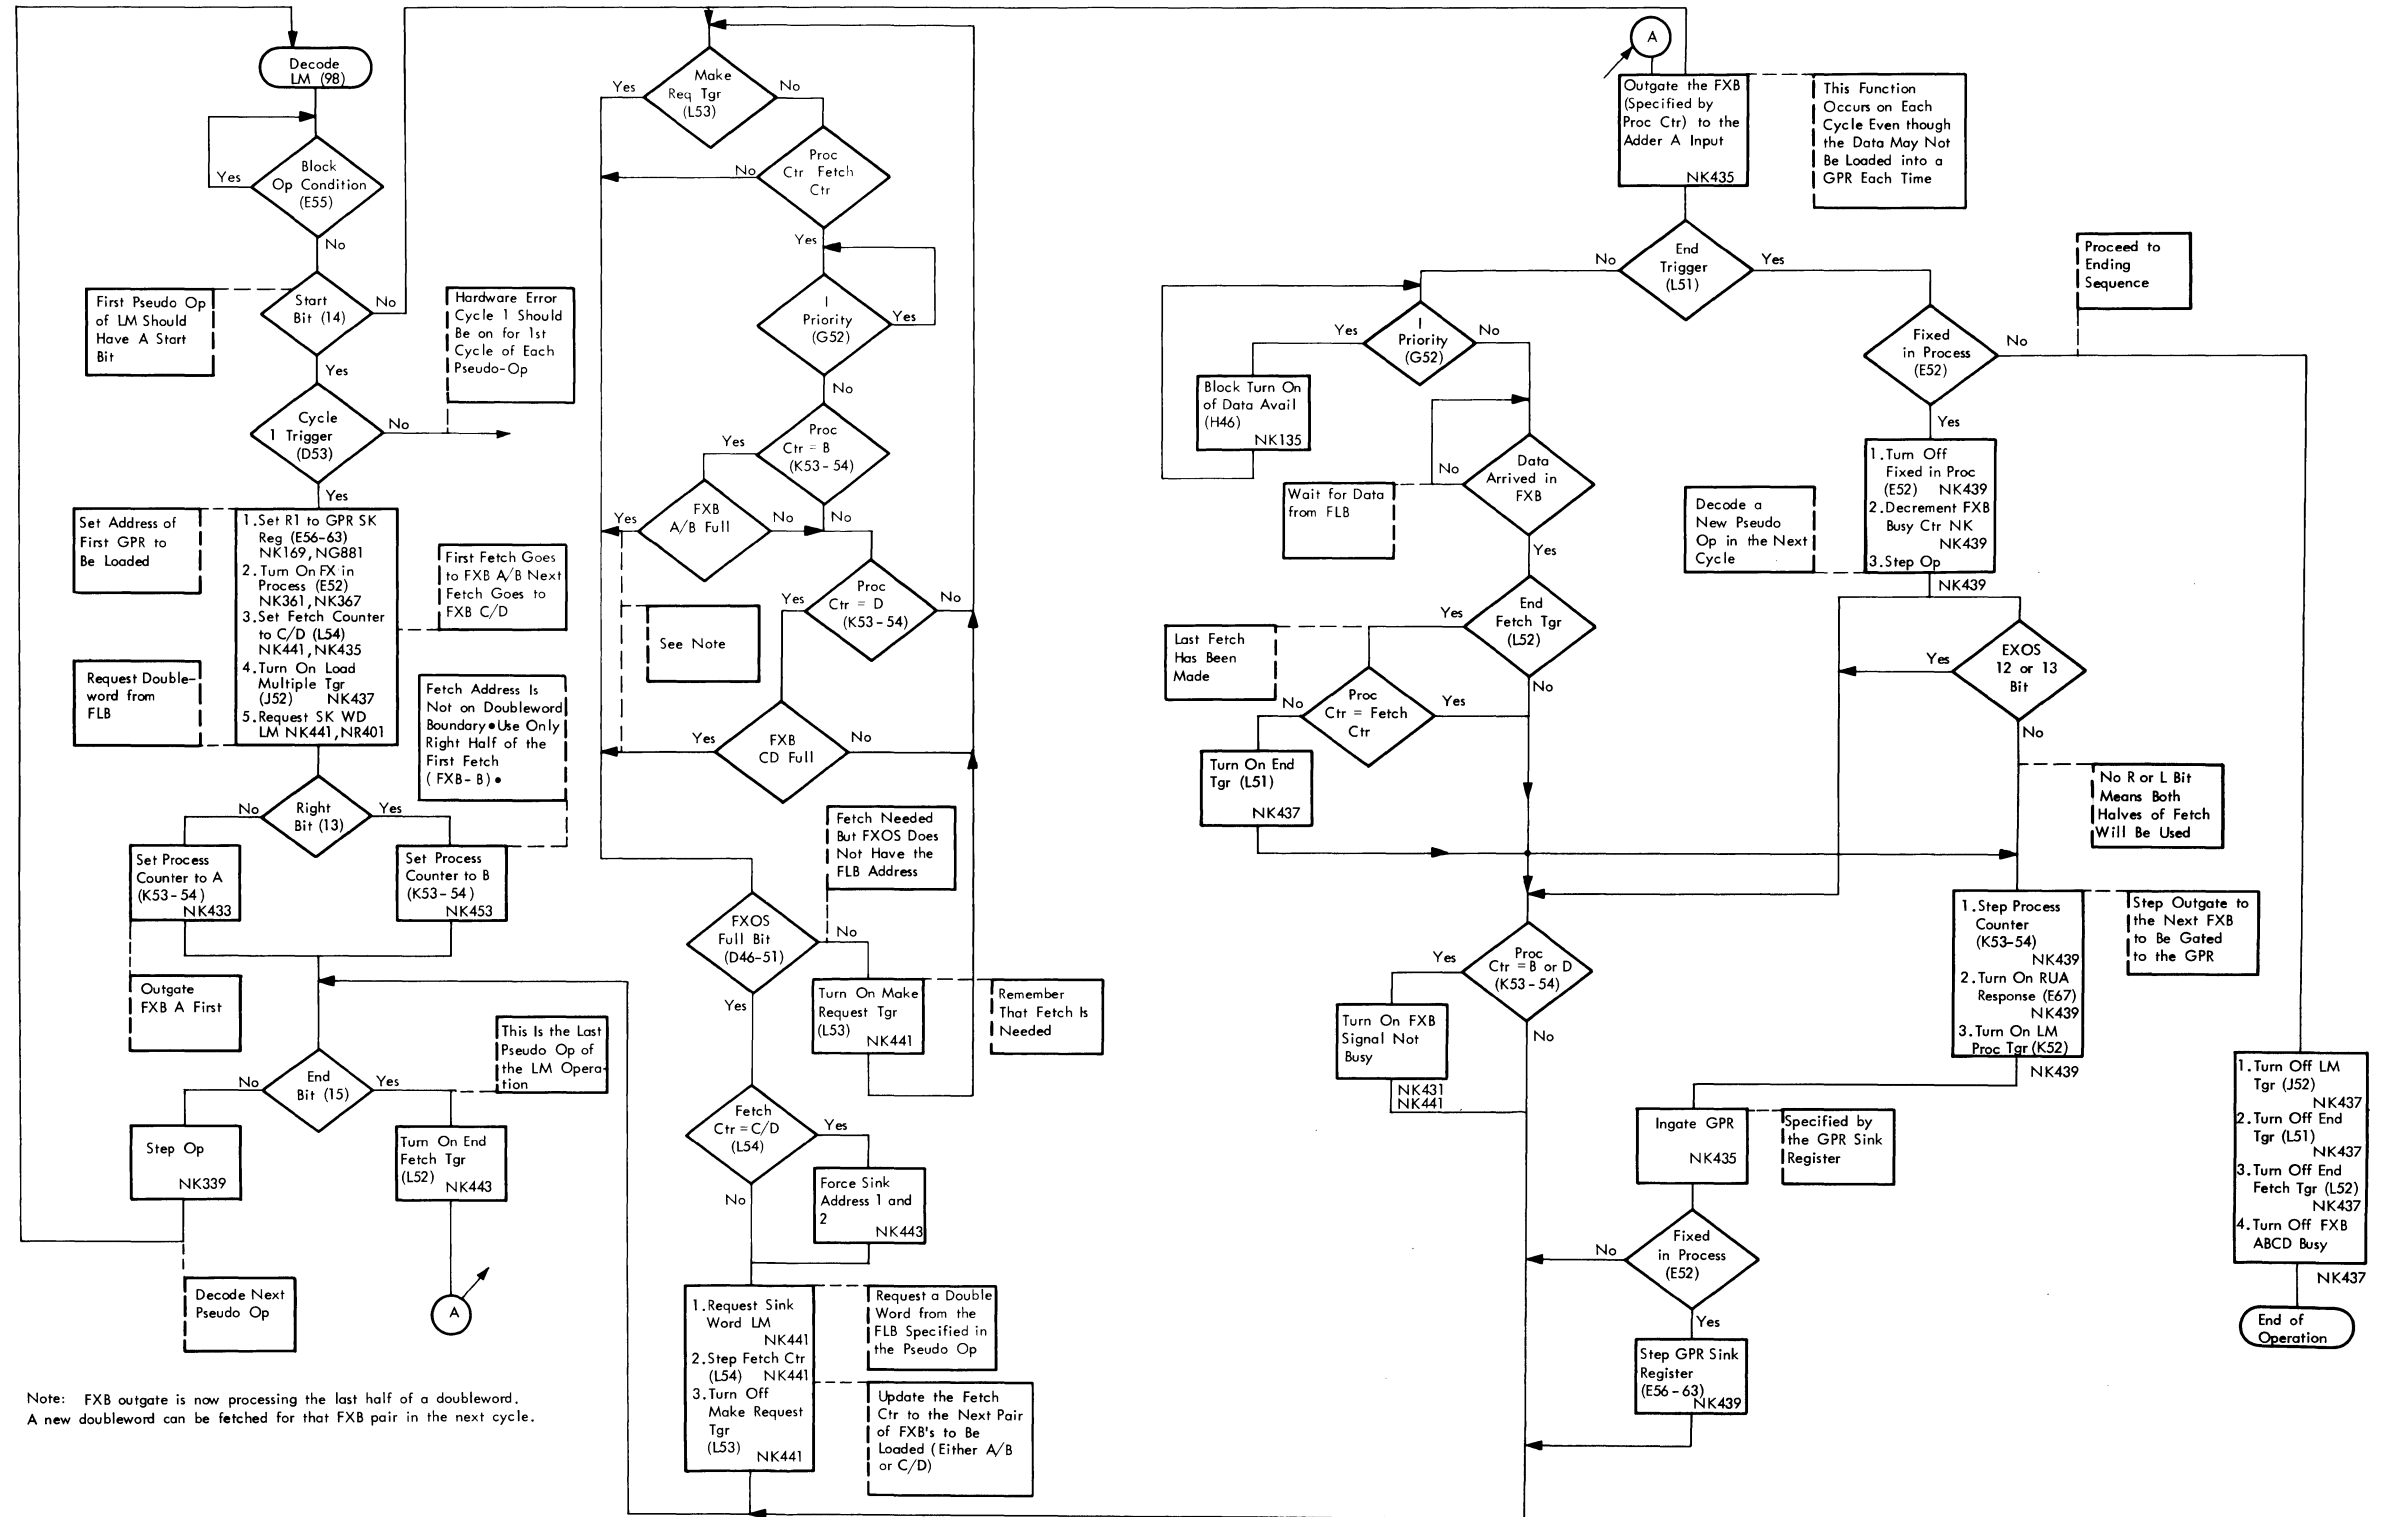 Decode
LM (98)
Block
Op Condition
(E55)
Yes
No
First Pseudo Op
of LM Should
Have A Start
Bit
Start
Bit (14)
No
Yes
Hardware Error
Cycle 1 Should
Be on for 1st
Cycle of Each
Pseudo-Op
Cycle
1 Trigger
(D53)
No
Yes
Set Address of
First GPR to
Be Loaded
1.Set R1 to GPR SK
Reg (E56-63)
NK169,NG881
2.Turn On FX in
Process (E52)
NK361,NK367
3.Set Fetch Counter
to C/D (L54)
NK441,NK435
4.Turn On Load
Multiple Tgr
(J52) NK437
5.Request SK WD
LM NK441,NR401
First Fetch Goes
to FXB A/B Next
Fetch Goes to
FXB C/D
Request Double-
word from
FLB
Fetch Address Is
Not on Doubleword
Boundary•Use Only
Right Half of the
First Fetch
(FXB-B)•
Right
Bit (13)
No
Yes
Set Process
Counter to A
(K53-54)
NK433
Set Process
Counter to B
(K53-54)
NK453
Outgate
FXB A First
This Is the Last
Pseudo Op of
the LM Opera-
tion
End
Bit (15)
No
Yes
Step Op
NK339
Turn On End
Fetch Tgr
(L52)
NK443
Decode Next
Pseudo Op
A
Note: FXB outgate is now processing the last half of a doubleword.
A new doubleword can be fetched for that FXB pair in the next cycle.
Make
Req Tgr
(L53)
Yes
No
Proc
Ctr Fetch
Ctr
No
Yes
I
Priority
(G52)
Yes
No
Proc
Ctr = B
(K53-54)
Yes
No
FXB
A/B Full
Yes
No
See Note
Proc
Ctr = D
(K53-54)
Yes
No
FXB
CD Full
Yes
No
Fetch Needed
But FXOS Does
Not Have the
FLB Address
FXOS
Full Bit
(D46-51)
No
Yes
Turn On Make
Request Tgr
(L53)
NK441
Remember
That Fetch Is
Needed
Fetch
Ctr=C/D
(L54)
Yes
No
Force Sink
Address 1 and
2
NK443
1.Request Sink
Word LM
NK441
2.Step Fetch Ctr
(L54) NK441
3.Turn Off
Make Request
Tgr
(L53)
NK441
Request a Double
Word from the
FLB Specified in
the Pseudo Op
Update the Fetch
Ctr to the Next Pair
of FXB's to Be
Loaded (Either A/B
or C/D)
A
Outgate the FXB
(Specified by
Proc Ctr) to the
Adder A Input
NK435
This Function
Occurs on Each
Cycle Even though
the Data May Not
Be Loaded into a
GPR Each Time
End
Trigger
(L51)
No
Yes
I
Priority
(G52)
Yes
No
Block Turn On
of Data Avail
(H46)
NK135
Data
Arrived in
FXB
No
Yes
Wait for Data
from FLB
End
Fetch Tgr
(L52)
Yes
No
Last Fetch
Has Been
Made
Proc
Ctr = Fetch
Ctr
No
Yes
Turn On End
Tgr (L51)
NK437
Proc
Ctr =B or D
(K53-54)
Yes
No
Turn On FXB
Signal Not
Busy
NK431
NK441
Proceed to
Ending
Sequence
Fixed
in Process
(E52)
No
Yes
1.Turn Off
Fixed in Proc
(E52) NK439
2.Decrement FXB
Busy Ctr NK
NK439
3.Step Op
NK439
Decode a
New Pseudo
Op in the Next
Cycle
EXOS
12 or 13
Bit
Yes
No
No R or L Bit
Means Both
Halves of Fetch
Will Be Used
1.Step Process
Counter
(K53-54)
NK439
2.Turn On RUA
Response (E67)
NK439
3.Turn On LM
Proc Tgr (K52)
NK439
Step Outgate to
the Next FXB
to Be Gated
to the GPR
Ingate GPR
NK435
Specified by
the GPR Sink
Register
Fixed
in Process
(E52)
No
Yes
Step GPR Sink
Register
(E56-63)
NK439
1.Turn Off LM
Tgr (J52)
NK437
2.Turn Off End
Tgr (L51)
NK437
3.Turn Off End
Fetch Tgr (L52)
NK437
4.Turn Off FXB
ABCD Busy
NK437
End of
Operation